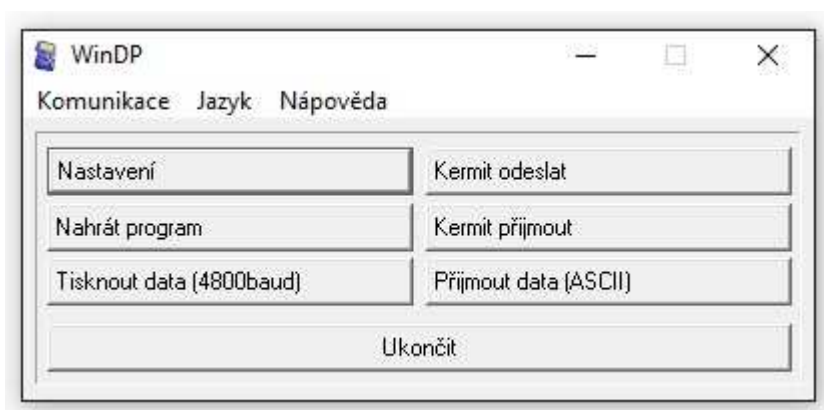 WinDP
Komunikace Jazyk Nápověda
Nastavení Kermit odeslat
Nahrát program Kermit přijmout
Tisknout data (4800baud) Přijmout data (ASCII)
Ukončit